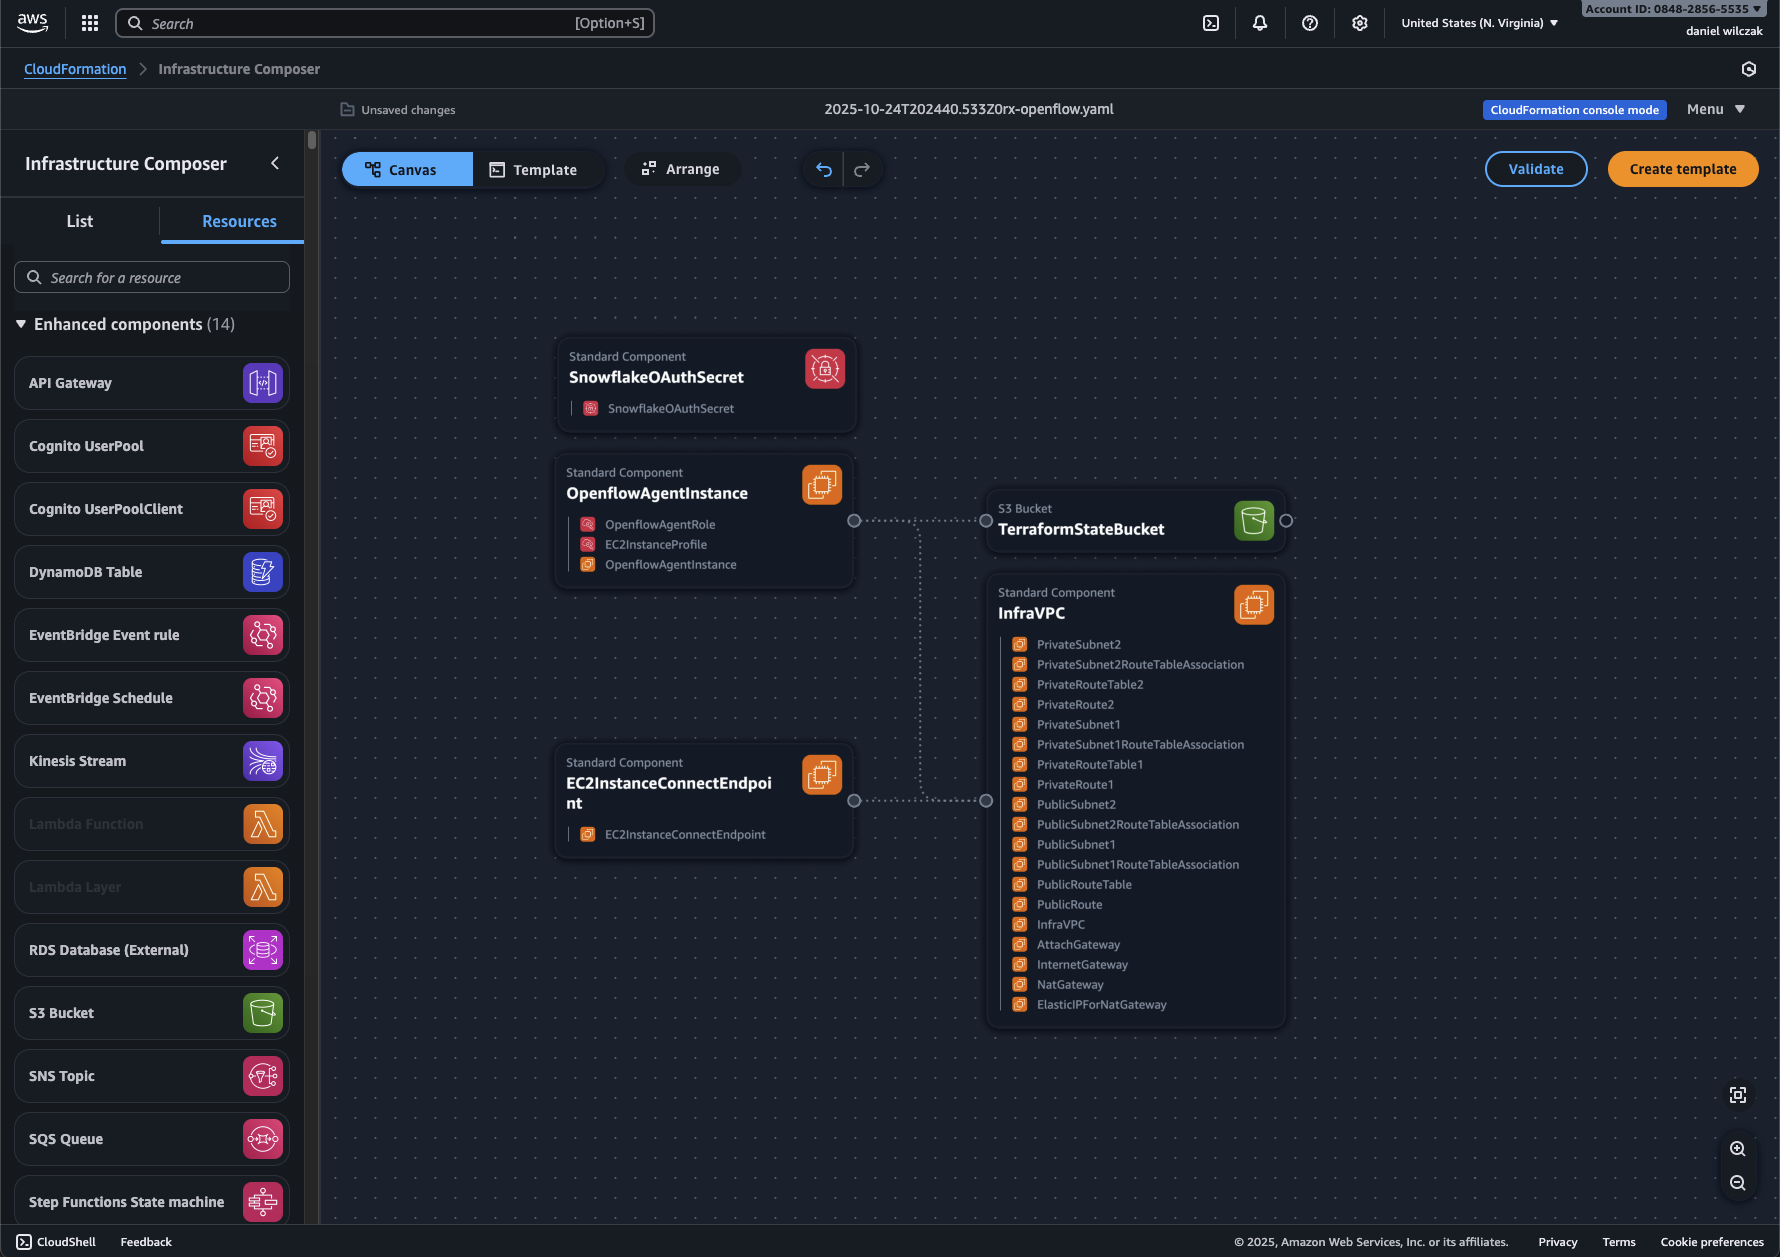 aws
Search
[Option+S]
United States (N. Virginia)
Account ID: 0848-2856-5535
daniel wilczak
CloudFormation
Infrastructure Composer
Unsaved changes
2025-10-24T202440.533Z0rx-openflow.yaml
CloudFormation console mode
Menu
Infrastructure Composer
List
Resources
Search for a resource
Enhanced components (14)
API Gateway
Cognito UserPool
Cognito UserPoolClient
DynamoDB Table
EventBridge Event rule
EventBridge Schedule
Kinesis Stream
Lambda Function
Lambda Layer
RDS Database (External)
S3 Bucket
SNS Topic
SQS Queue
Step Functions State machine
Canvas
Template
Arrange
Validate
Create template
Standard Component
SnowflakeOAuthSecret
SnowflakeOAuthSecret
Standard Component
OpenflowAgentInstance
OpenflowAgentRole
EC2InstanceProfile
OpenflowAgentInstance
Standard Component
EC2InstanceConnectEndpoi
nt
EC2InstanceConnectEndpoint
S3 Bucket
TerraformStateBucket
Standard Component
InfraVPC
PrivateSubnet2
PrivateSubnet2RouteTableAssociation
PrivateRouteTable2
PrivateRoute2
PrivateSubnet1
PrivateSubnet1RouteTableAssociation
PrivateRouteTable1
PrivateRoute1
PublicSubnet2
PublicSubnet2RouteTableAssociation
PublicSubnet1
PublicSubnet1RouteTableAssociation
PublicRouteTable
PublicRoute
InfraVPC
AttachGateway
InternetGateway
NatGateway
ElasticIPForNatGateway
CloudShell
Feedback
© 2025, Amazon Web Services, Inc. or its affiliates.
Privacy
Terms
Cookie preferences